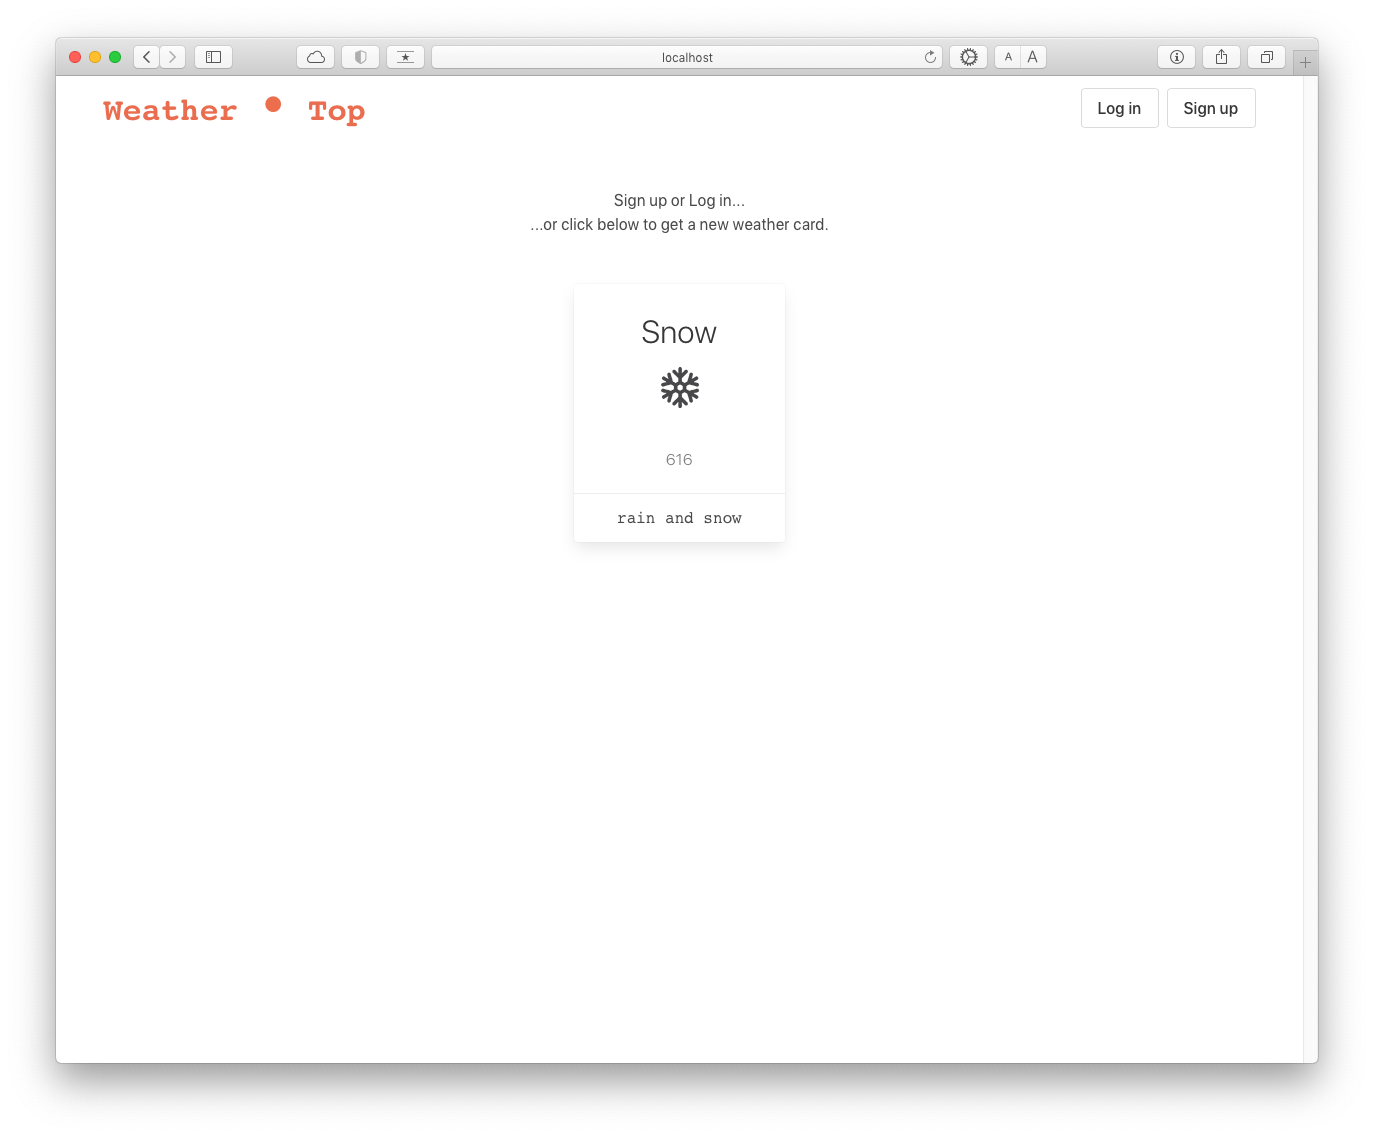 localhost
A A
Weather • Top
Log in
Sign up
Sign up or Log in...
...or click below to get a new weather card.
Snow
616
rain and snow